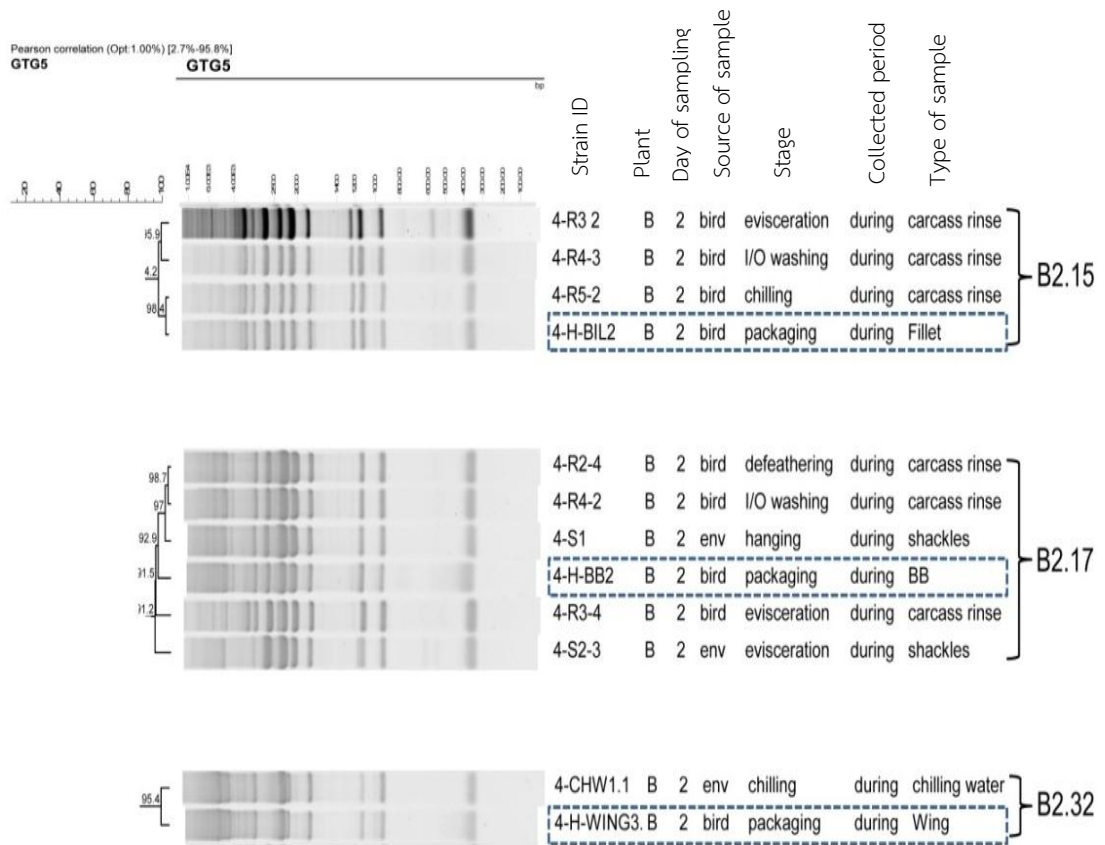 Pearson correlation (Opt:1.00%) [2.7%-95.8%]
GTG5 GTG5
bp
Strain ID Plant Day of sampling Source of sample Stage Collected period Type of sample
20 40 60 80 100
4-R3 2 B 2 bird evisceration during carcass rinse
4-R4-3 B 2 bird I/O washing during carcass rinse
4-R5-2 B 2 bird chilling during carcass rinse
4-H-BIL2 B 2 bird packaging during Fillet
B2.15
98.7
97
92.9
4-R2-4 B 2 bird defeathering during carcass rinse
4-R4-2 B 2 bird I/O washing during carcass rinse
4-S1 B 2 env hanging during shackles
4-H-BB2 B 2 bird packaging during BB
4-R3-4 B 2 bird evisceration during carcass rinse
4-S2-3 B 2 env evisceration during shackles
B2.17
95.4
4-CHW1.1 B 2 env chilling during chilling water
4-H-WING3. B 2 bird packaging during Wing
B2.32